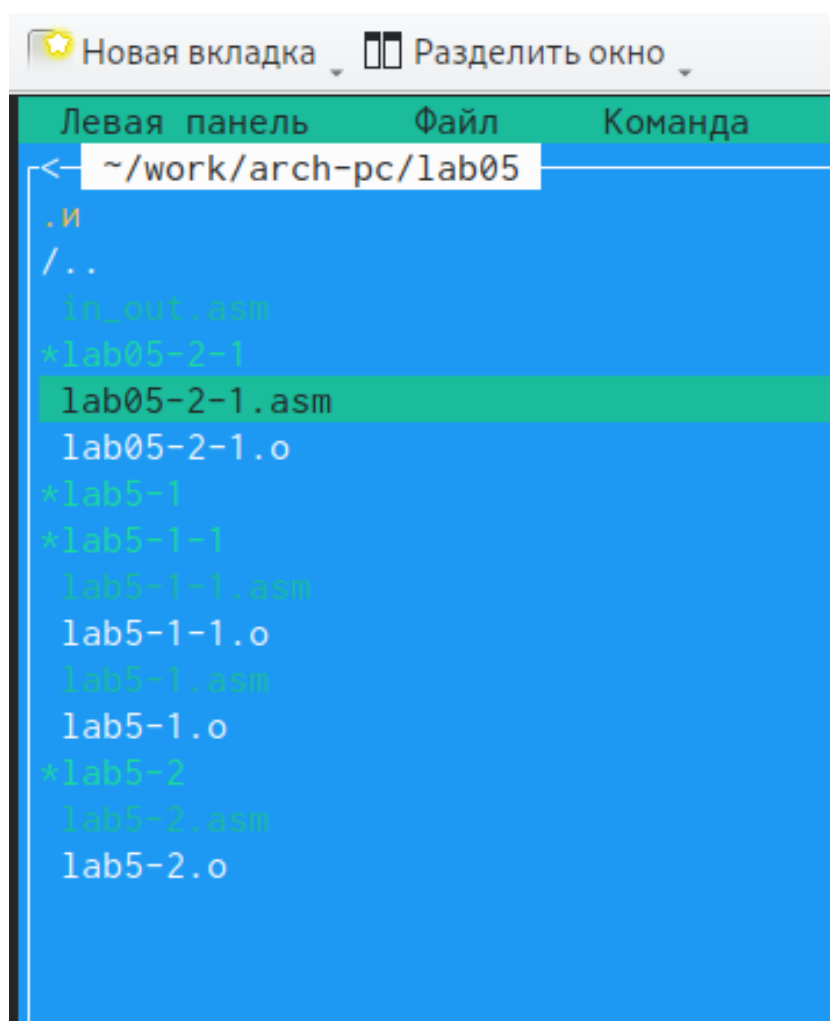 Новая вкладка Разделить окно
Левая панель Файл Команда
<─ ~/work/arch-pc/lab05
.и
/..
in_out.asm
*lab05-2-1
lab05-2-1.asm
lab05-2-1.o
*lab5-1
*lab5-1-1
lab5-1-1.asm
lab5-1-1.o
lab5-1.asm
lab5-1.o
*lab5-2
lab5-2.asm
lab5-2.o